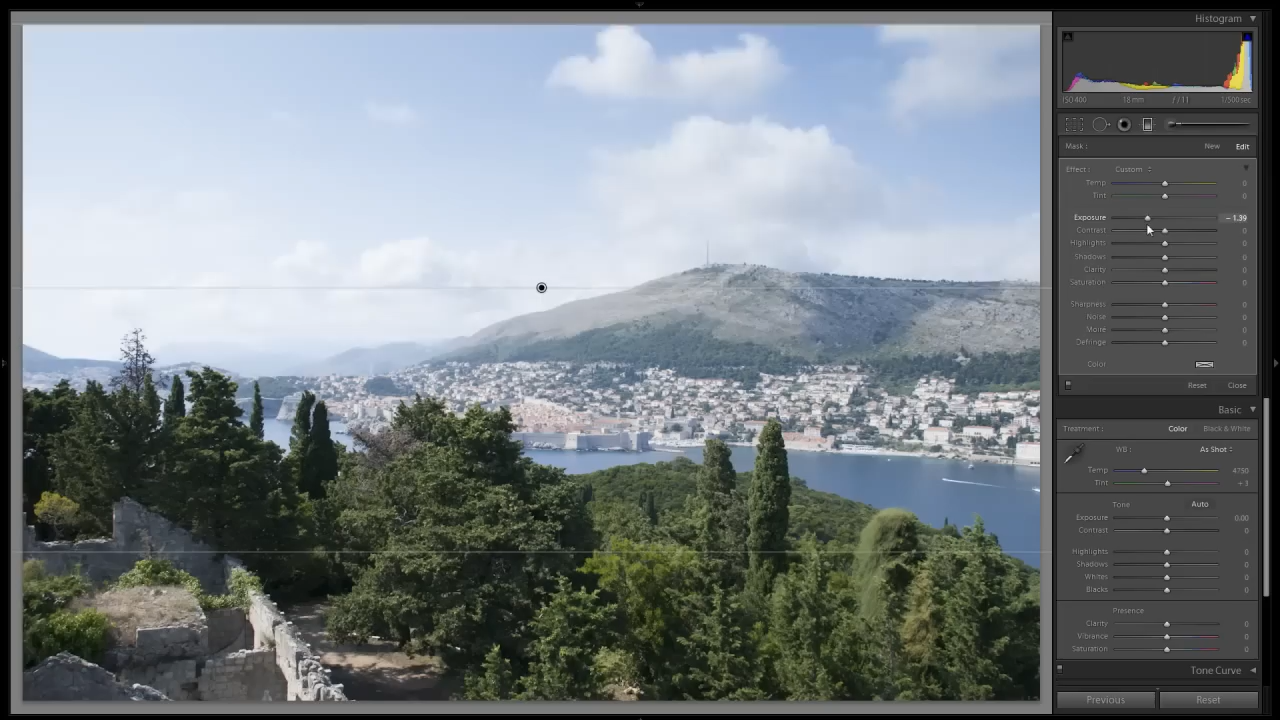 Histogram
ISO 400 18 mm f / 11 1/500 sec
Mask : New Edit
Effect : Custom
Temp 0
Tint 0
Exposure – 1.39
Contrast 0
Highlights 0
Shadows 0
Clarity 0
Saturation 0
Sharpness 0
Noise 0
Moire 0
Defringe 0
Color
Reset Close
Basic
Treatment : Color Black & White
WB : As Shot
Temp 4750
Tint + 3
Tone Auto
Exposure 0.00
Contrast 0
Highlights 0
Shadows 0
Whites 0
Blacks 0
Presence
Clarity 0
Vibrance 0
Saturation 0
Tone Curve
Previous Reset